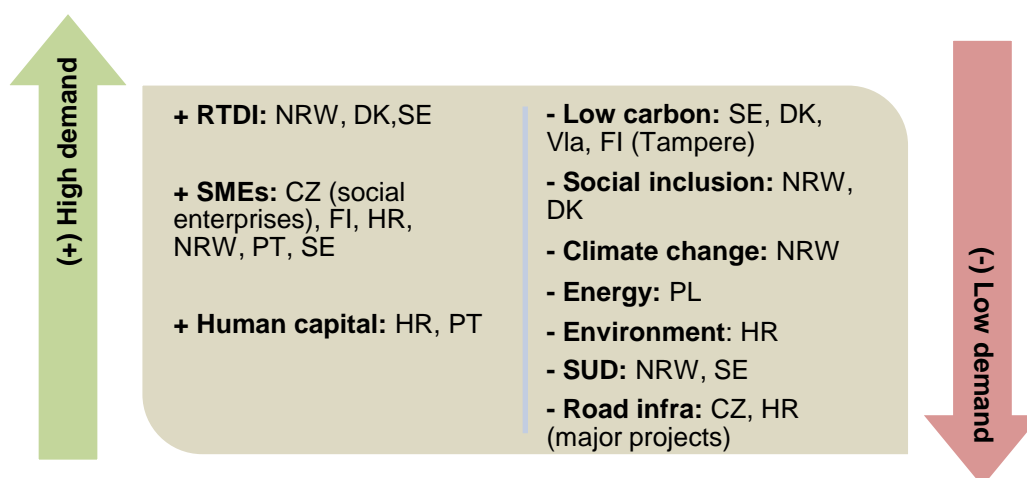 (+) High demand
+ RTDI: NRW, DK,SE
+ SMEs: CZ (social
enterprises), FI, HR,
NRW, PT, SE
+ Human capital: HR, PT
- Low carbon: SE, DK,
Vla, FI (Tampere)
- Social inclusion: NRW,
DK
- Climate change: NRW
- Energy: PL
- Environment: HR
- SUD: NRW, SE
- Road infra: CZ, HR
(major projects)
(-) Low demand